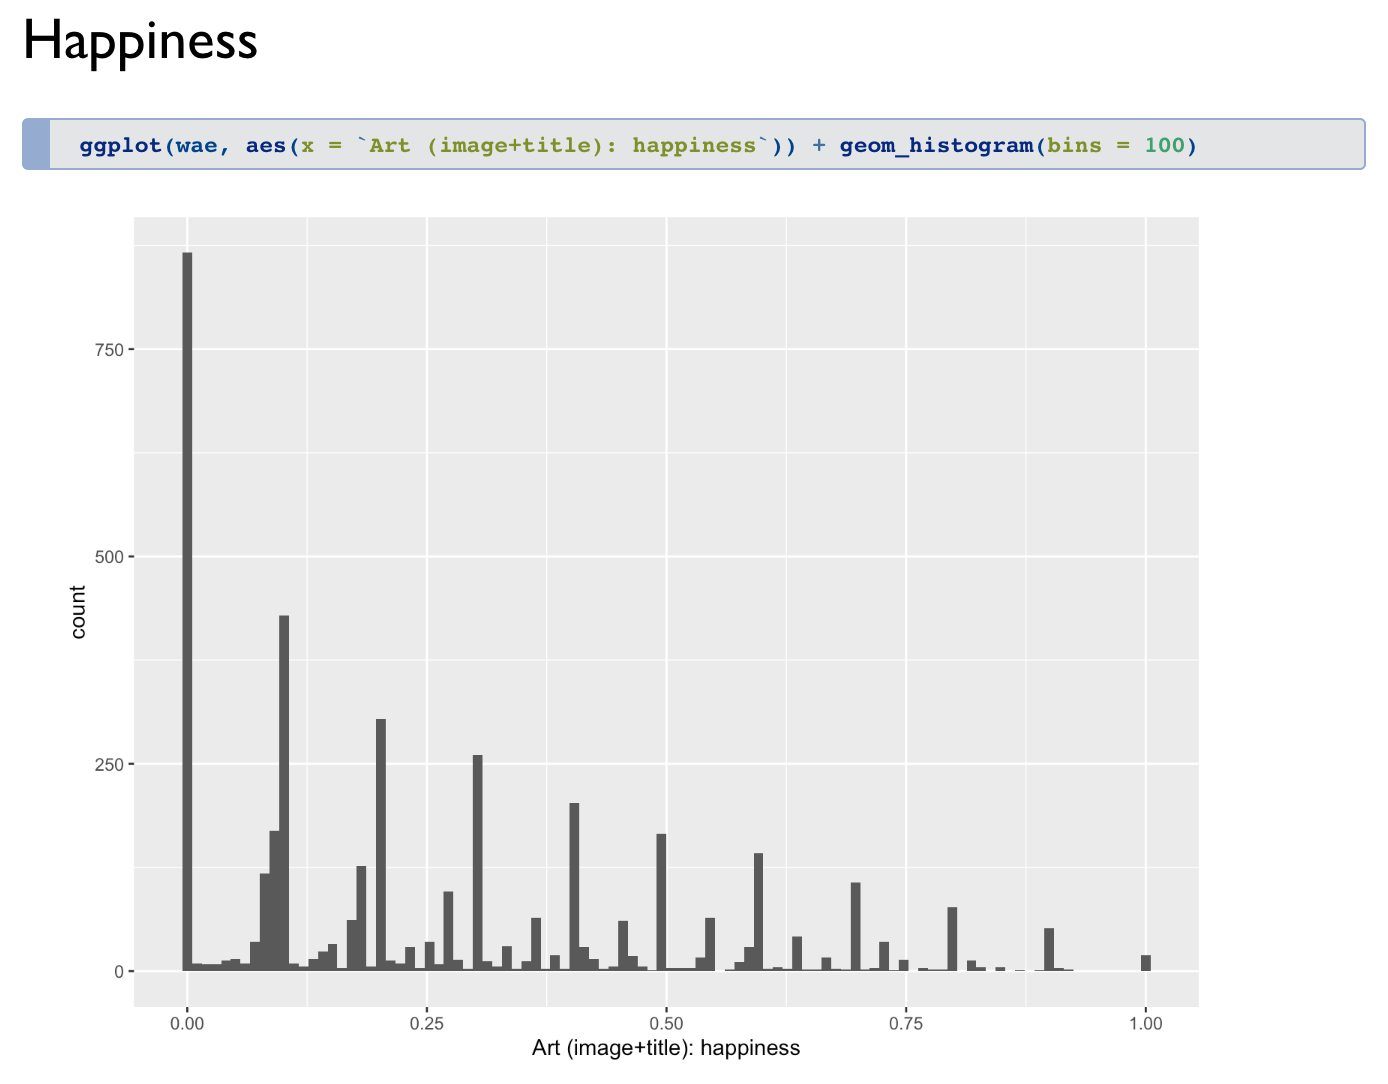 Happiness
ggplot(wae, aes(x = `Art (image+title): happiness`)) + geom_histogram(bins = 100)
750
500
250
0
count
0.00 0.25 0.50 0.75 1.00
Art (image+title): happiness